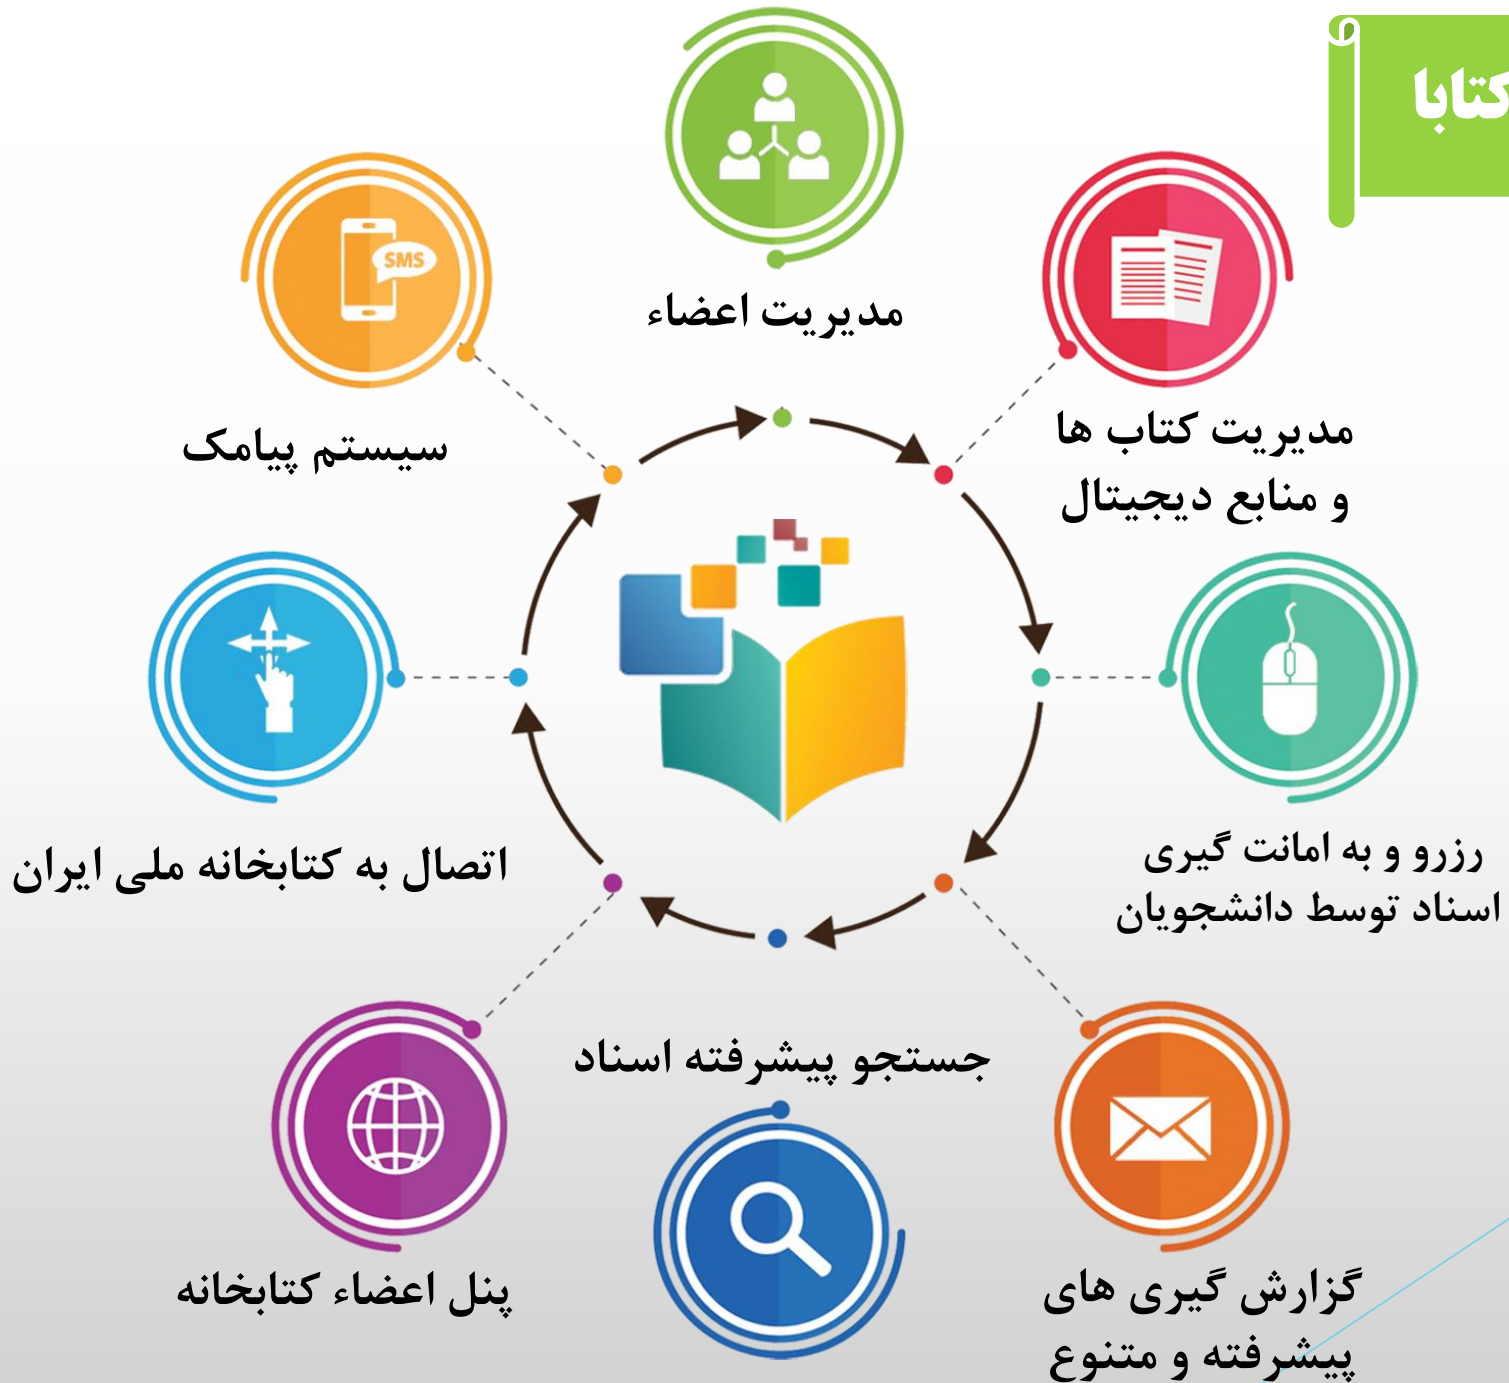 کتابا
مدیریت اعضاء
SMS
سیستم پیامک
مدیریت کتاب ها
و منابع دیجیتال
اتصال به کتابخانه ملی ایران
رزرو و به امانت گیری
اسناد توسط دانشجویان
جستجو پیشرفته اسناد
پنل اعضاء کتابخانه
گزارش گیری های
پیشرفته و متنوع